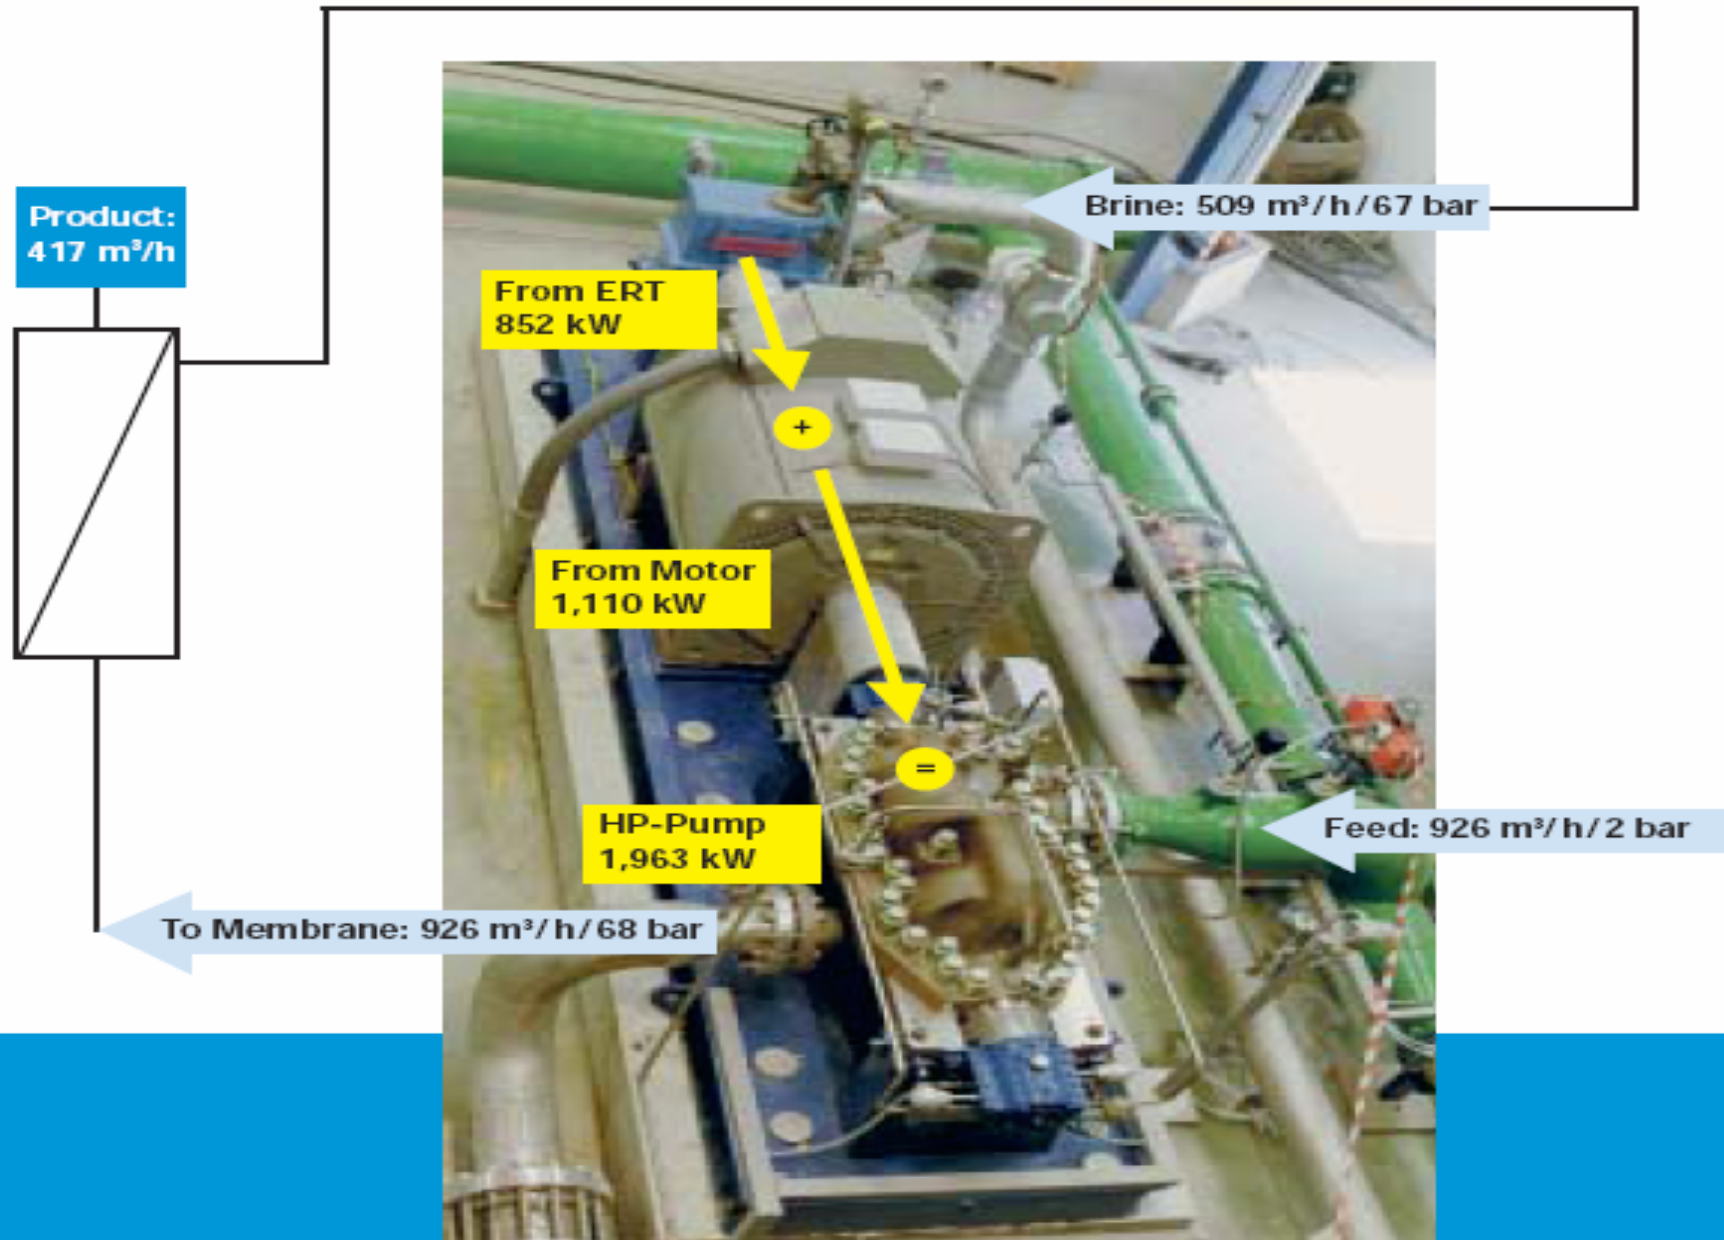 Product:
417 m³/h
Brine: 509 m³/h/67 bar
From ERT
852 kW
+
From Motor
1,110 kW
=
HP-Pump
1,963 kW
Feed: 926 m³/h/2 bar
To Membrane: 926 m³/h/68 bar